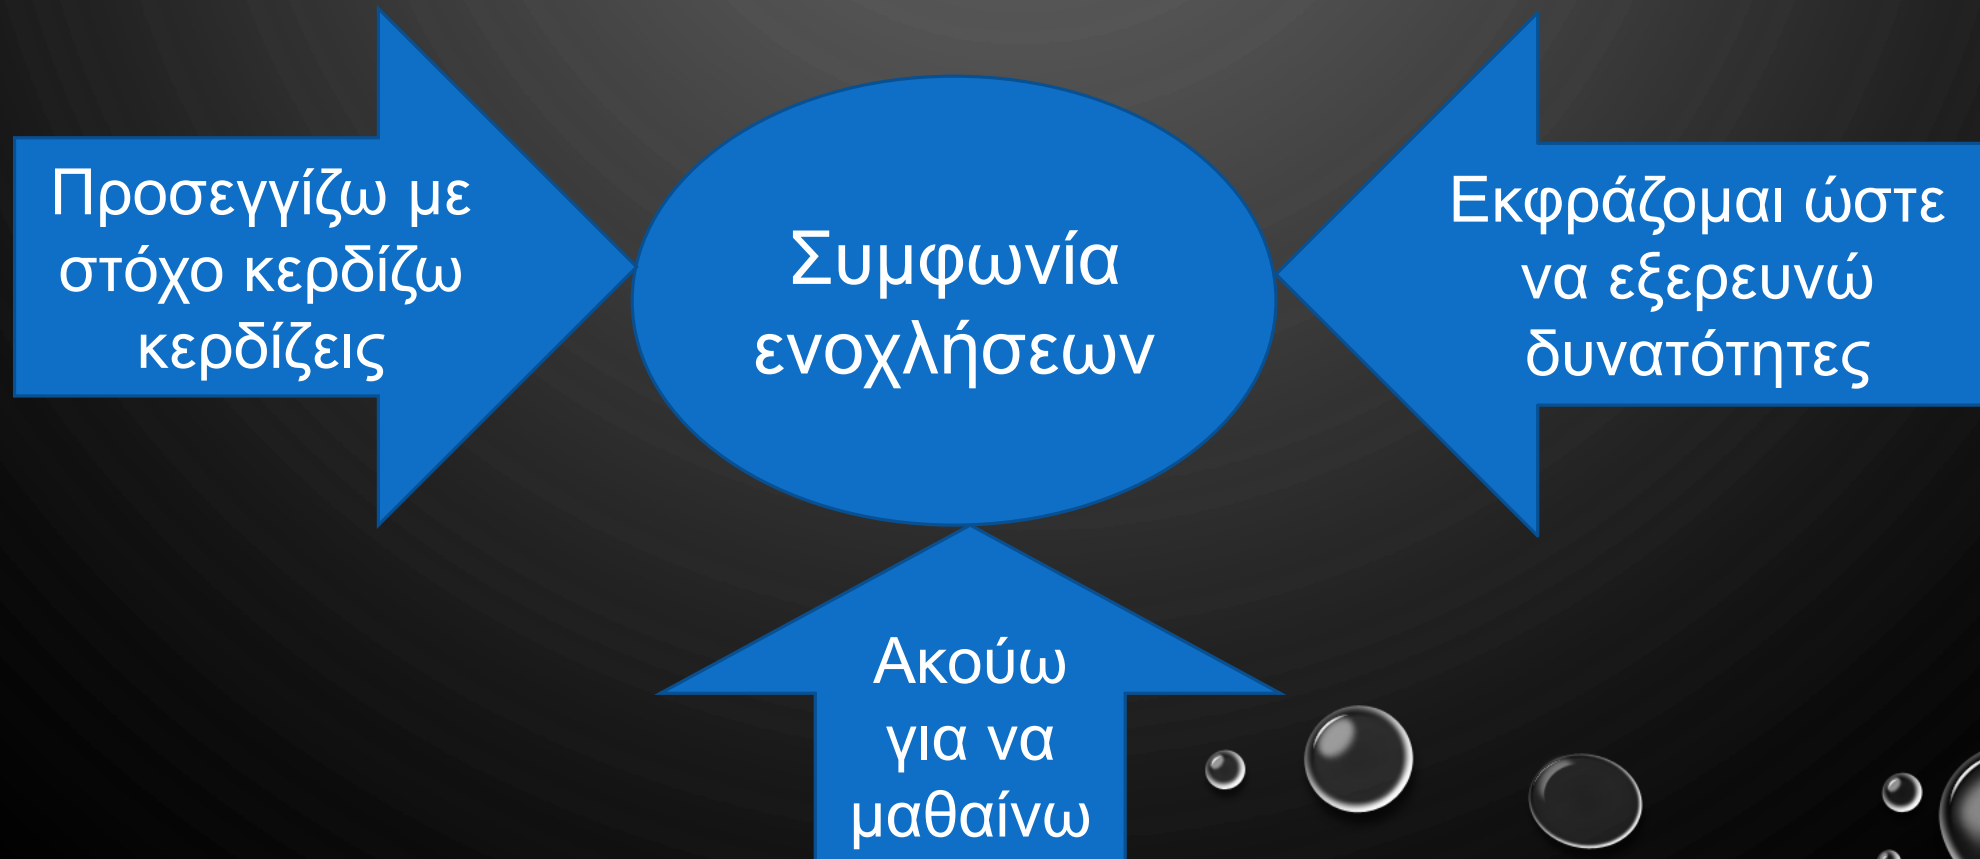 Προσεγγίζω με
στόχο κερδίζω
κερδίζεις
Συμφωνία
ενοχλήσεων
Εκφράζομαι ώστε
να εξερευνώ
δυνατότητες
Ακούω
για να
μαθαίνω